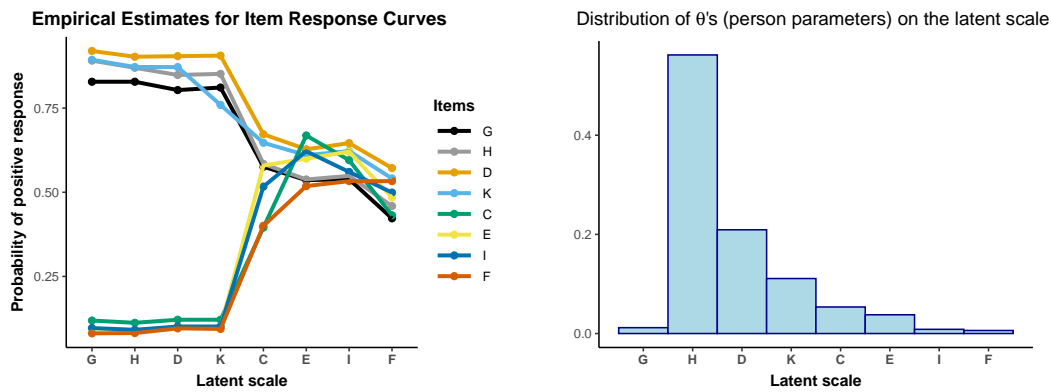 Empirical Estimates for Item Response Curves
Probability of positive response
0.75
0.50
0.25
G H D K C E I F
Latent scale
Items
G
H
D
K
C
E
I
F
Distribution of θ's (person parameters) on the latent scale
0.4
0.2
0.0
G H D K C E I F
Latent scale